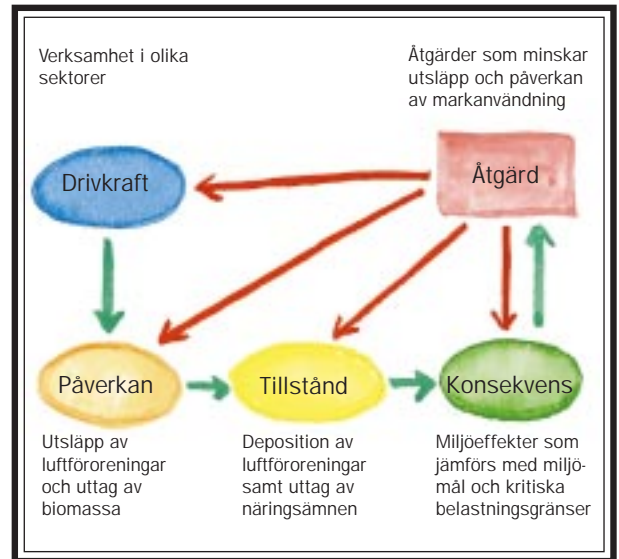 Verksamhet i olika
sektorer
Åtgärder som minskar
utsläpp och påverkan
av markanvändning
Drivkraft
Åtgärd
Påverkan
Tillstånd
Konsekvens
Utsläpp av
luftföroreningar
och uttag av
biomassa
Deposition av
luftföroreningar
samt uttag av
näringsämnen
Miljöeffekter som
jämförs med miljö-
mål och kritiska
belastningsgränser